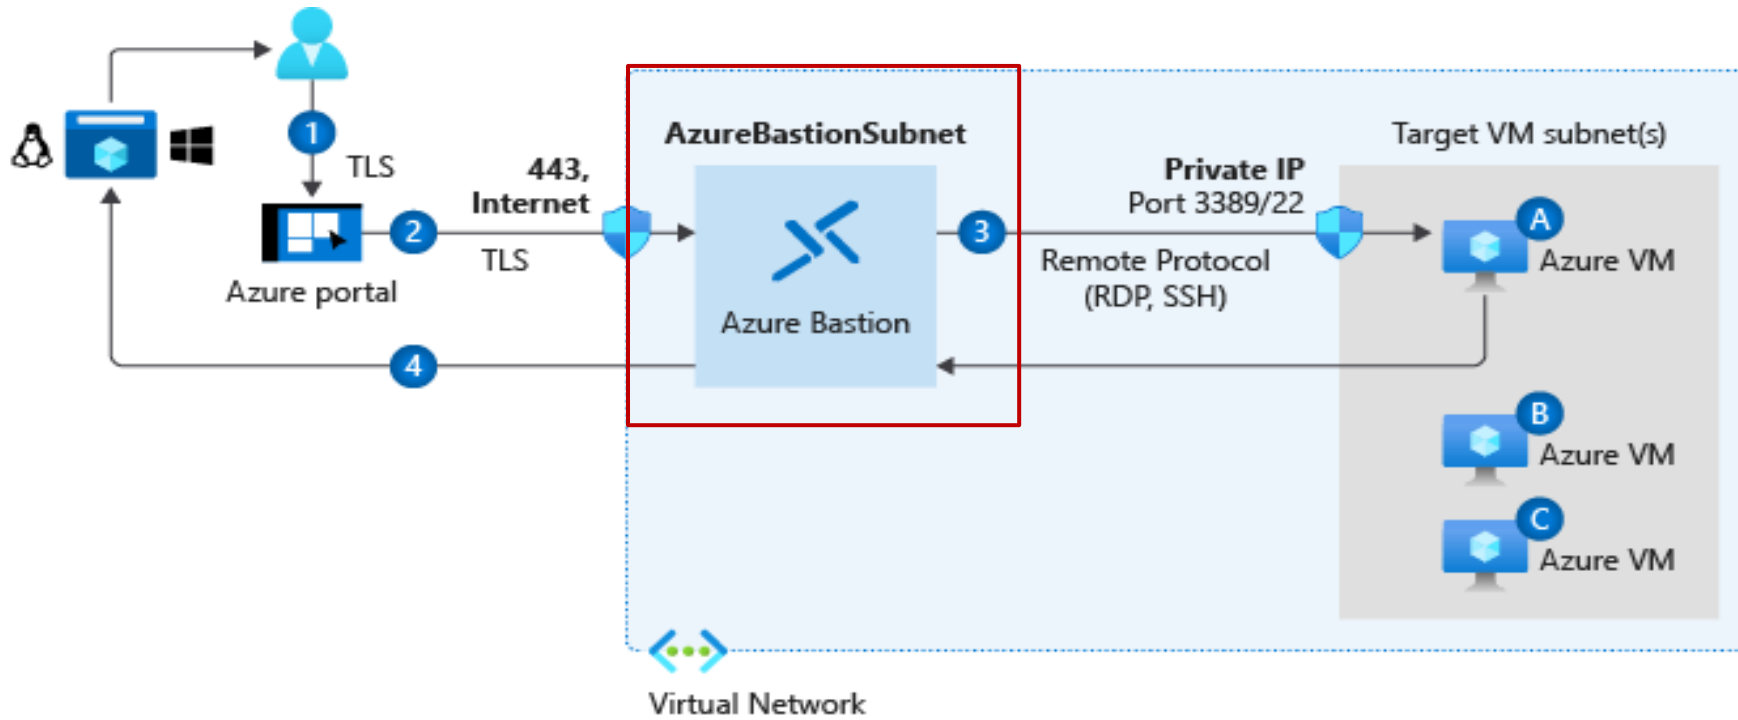 1
TLS
Azure portal
2
443,
Internet
TLS
AzureBastionSubnet
Azure Bastion
3
Private IP
Port 3389/22
Remote Protocol
(RDP, SSH)
Target VM subnet(s)
A
Azure VM
B
Azure VM
C
Azure VM
4
Virtual Network